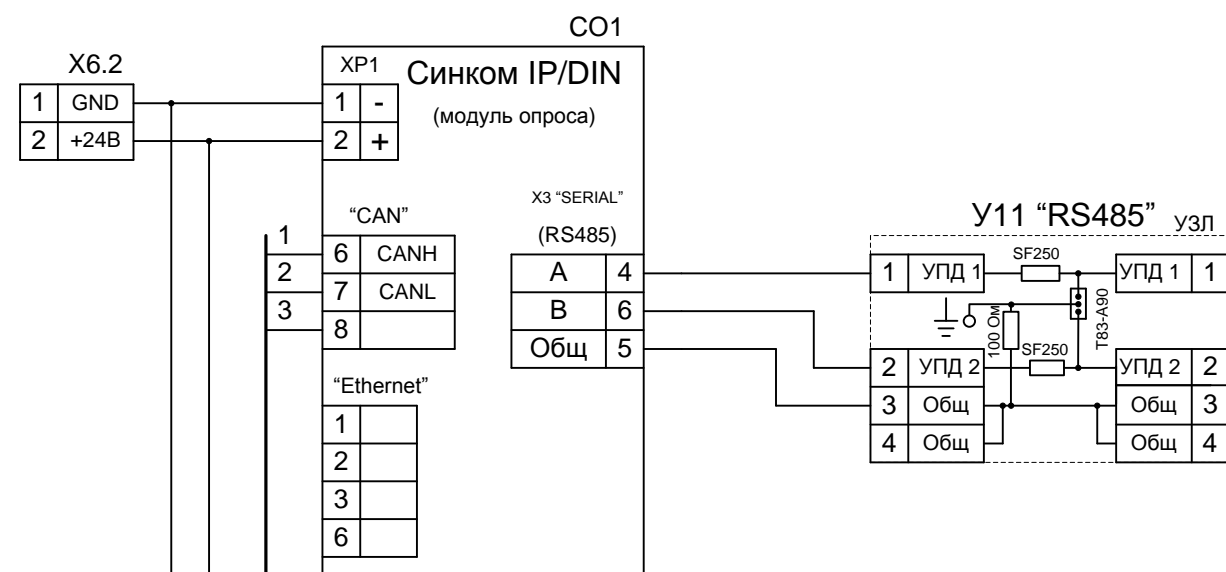 CO1
X6.2
1 GND
2 +24В
XP1
Синком IP/DIN
(модуль опроса)
1 -
2 +
“CAN”
1
2
3
6 CANH
7 CANL
8
X3 “SERIAL”
(RS485)
A 4
B 6
Общ 5
“Ethernet”
1
2
3
6
У11 “RS485” УЗЛ
1 УПД 1
SF250
УПД 1 1
100 Ом
T83-A90
2 УПД 2
SF250
УПД 2 2
3 Общ
Общ 3
4 Общ
Общ 4